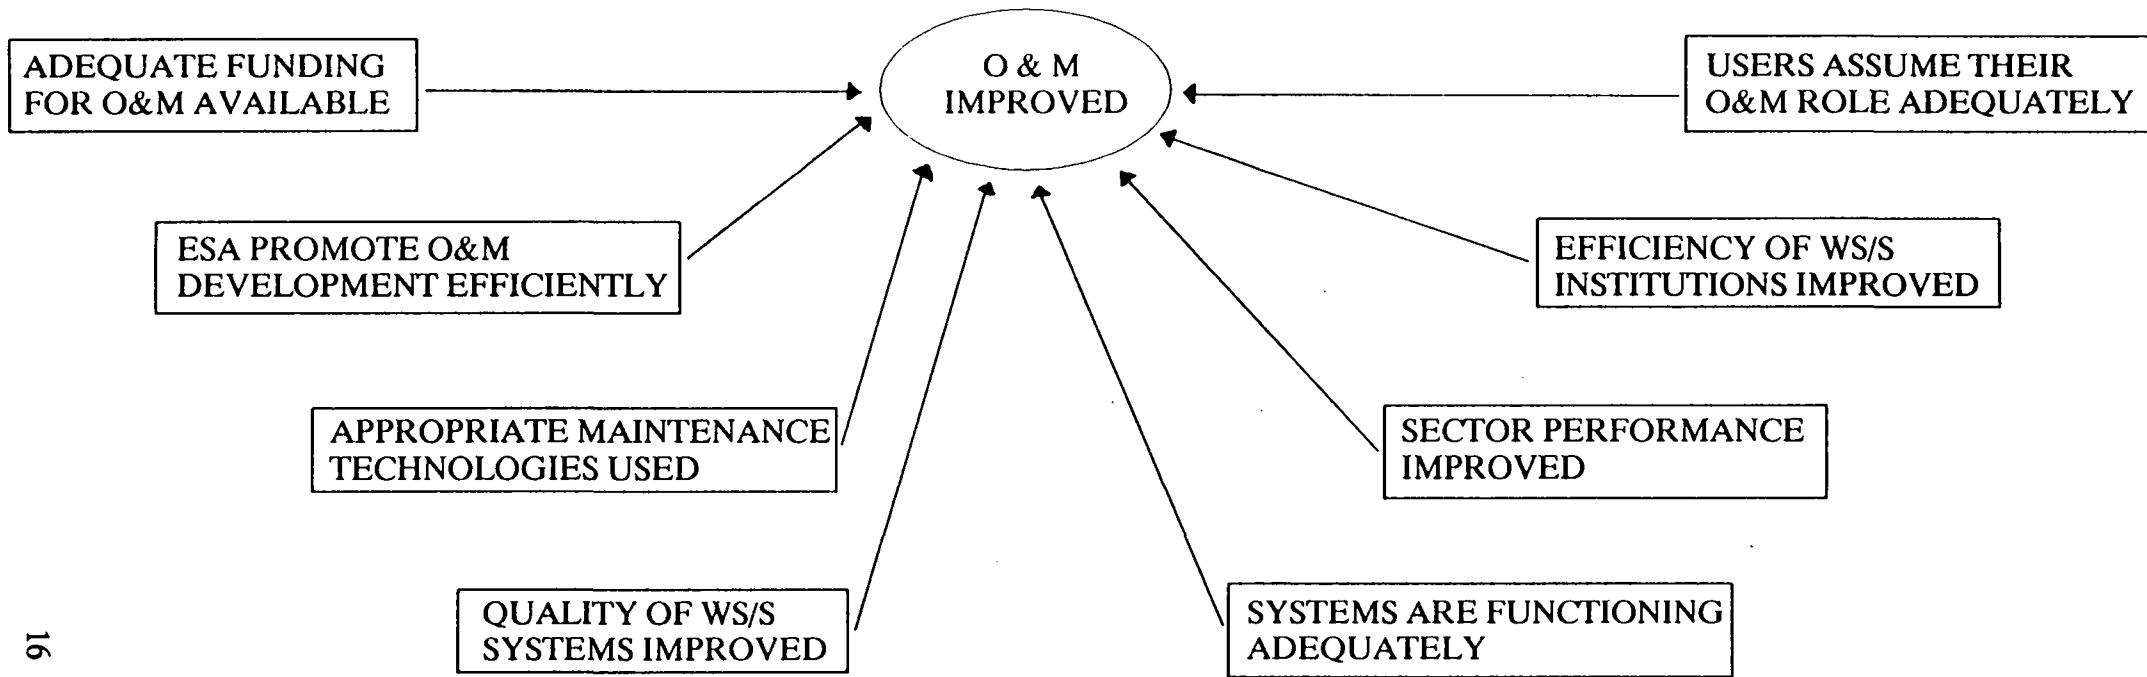 O & M
IMPROVED
ADEQUATE FUNDING
FOR O&M AVAILABLE
USERS ASSUME THEIR
O&M ROLE ADEQUATELY
ESA PROMOTE O&M
DEVELOPMENT EFFICIENTLY
EFFICIENCY OF WS/S
INSTITUTIONS IMPROVED
APPROPRIATE MAINTENANCE
TECHNOLOGIES USED
SECTOR PERFORMANCE
IMPROVED
QUALITY OF WS/S
SYSTEMS IMPROVED
SYSTEMS ARE FUNCTIONING
ADEQUATELY
16